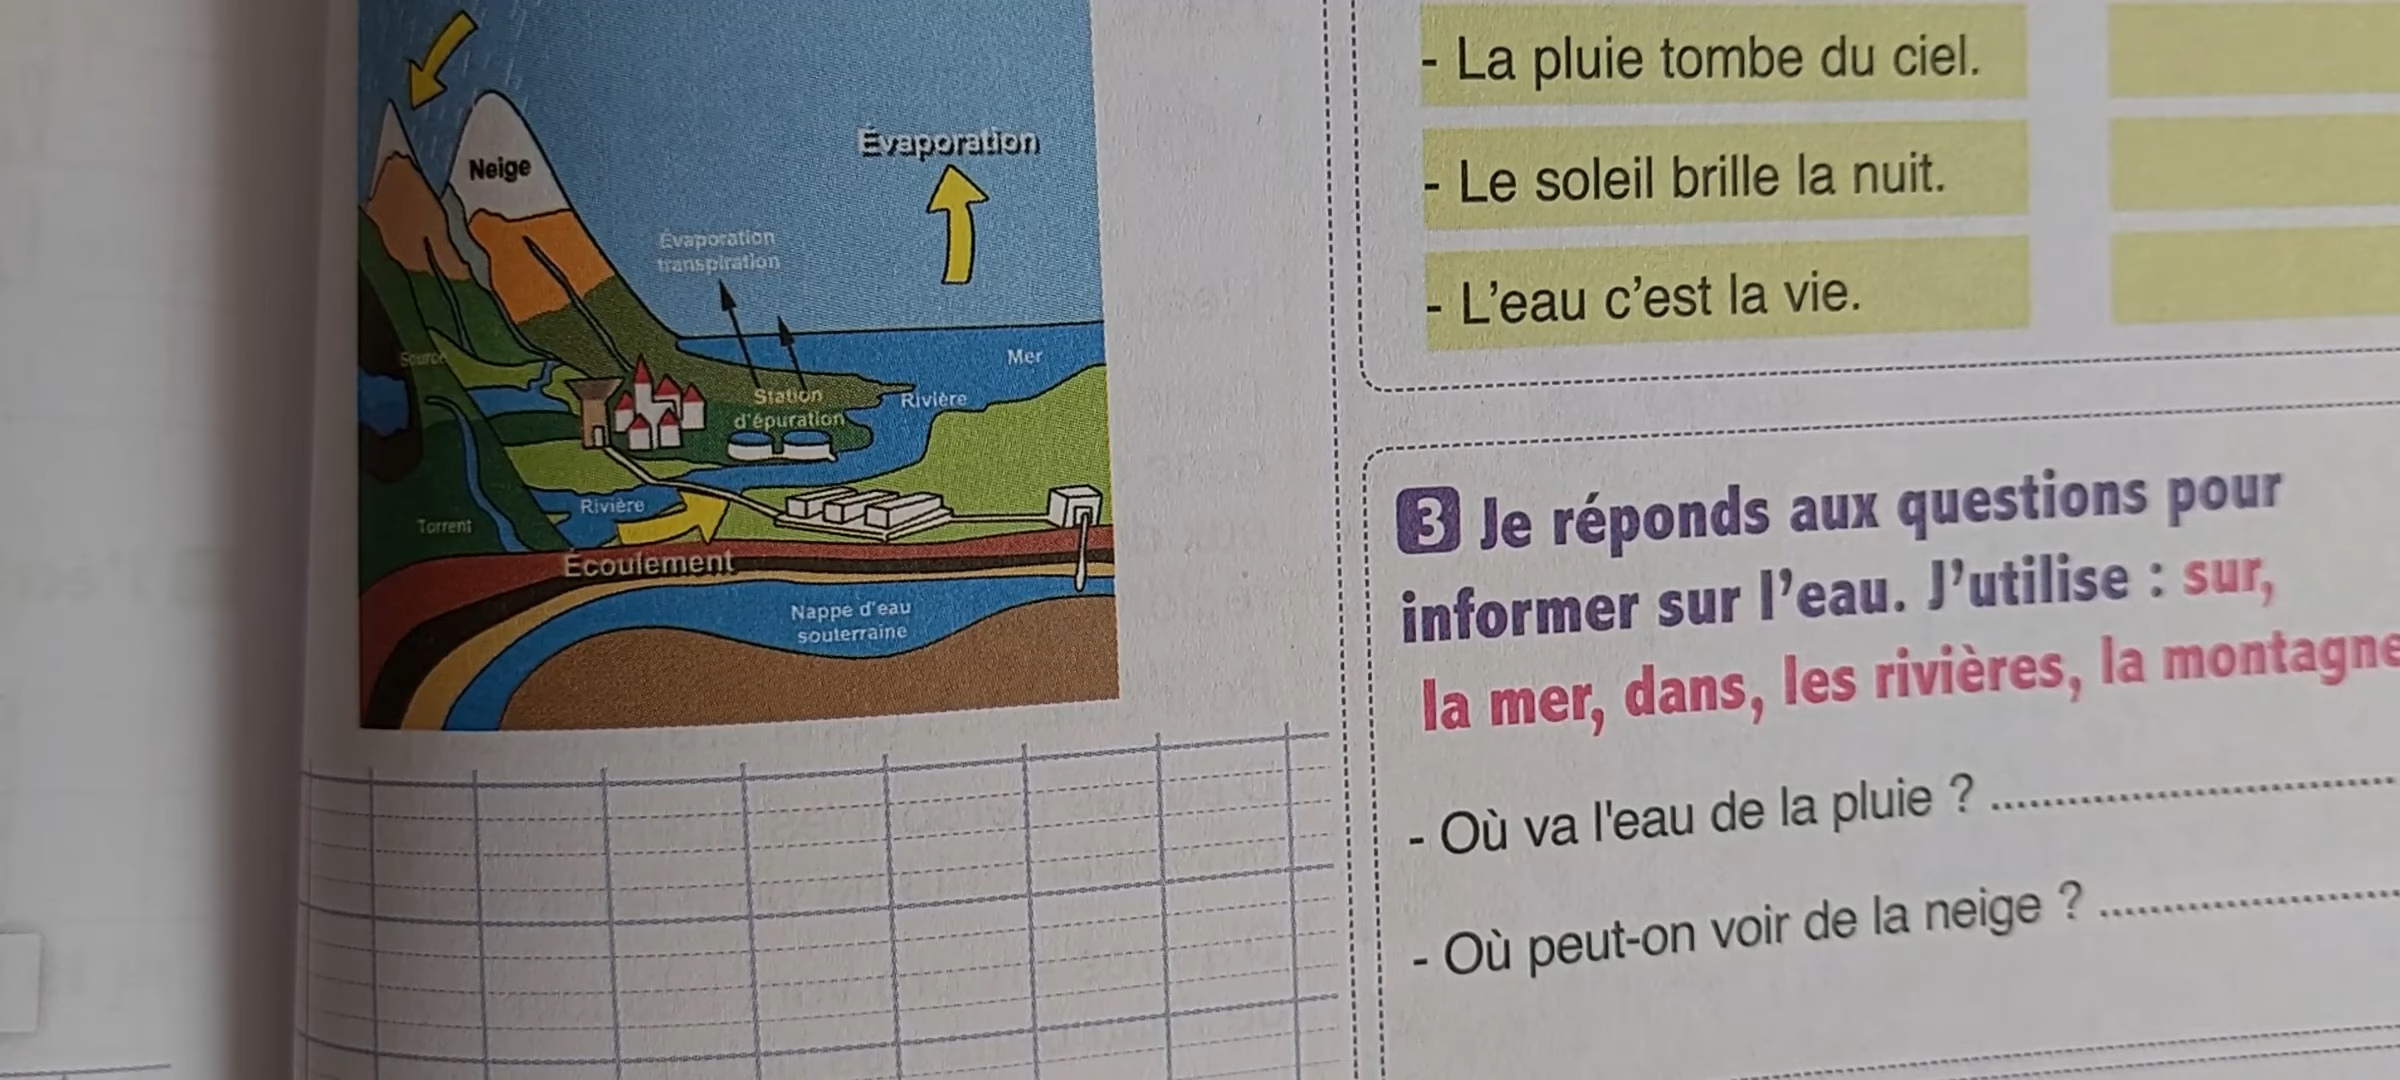 Neige
Évaporation
Évaporation
transpiration
Source
Mer
Station
d'épuration
Rivière
Rivière
Torrent
Écoulement
Nappe d'eau
souterraine
- La pluie tombe du ciel.
- Le soleil brille la nuit.
- L'eau c'est la vie.
3 Je réponds aux questions pour
informer sur l'eau. J'utilise : sur,
la mer, dans, les rivières, la montagne
- Où va l'eau de la pluie ?
- Où peut-on voir de la neige ?